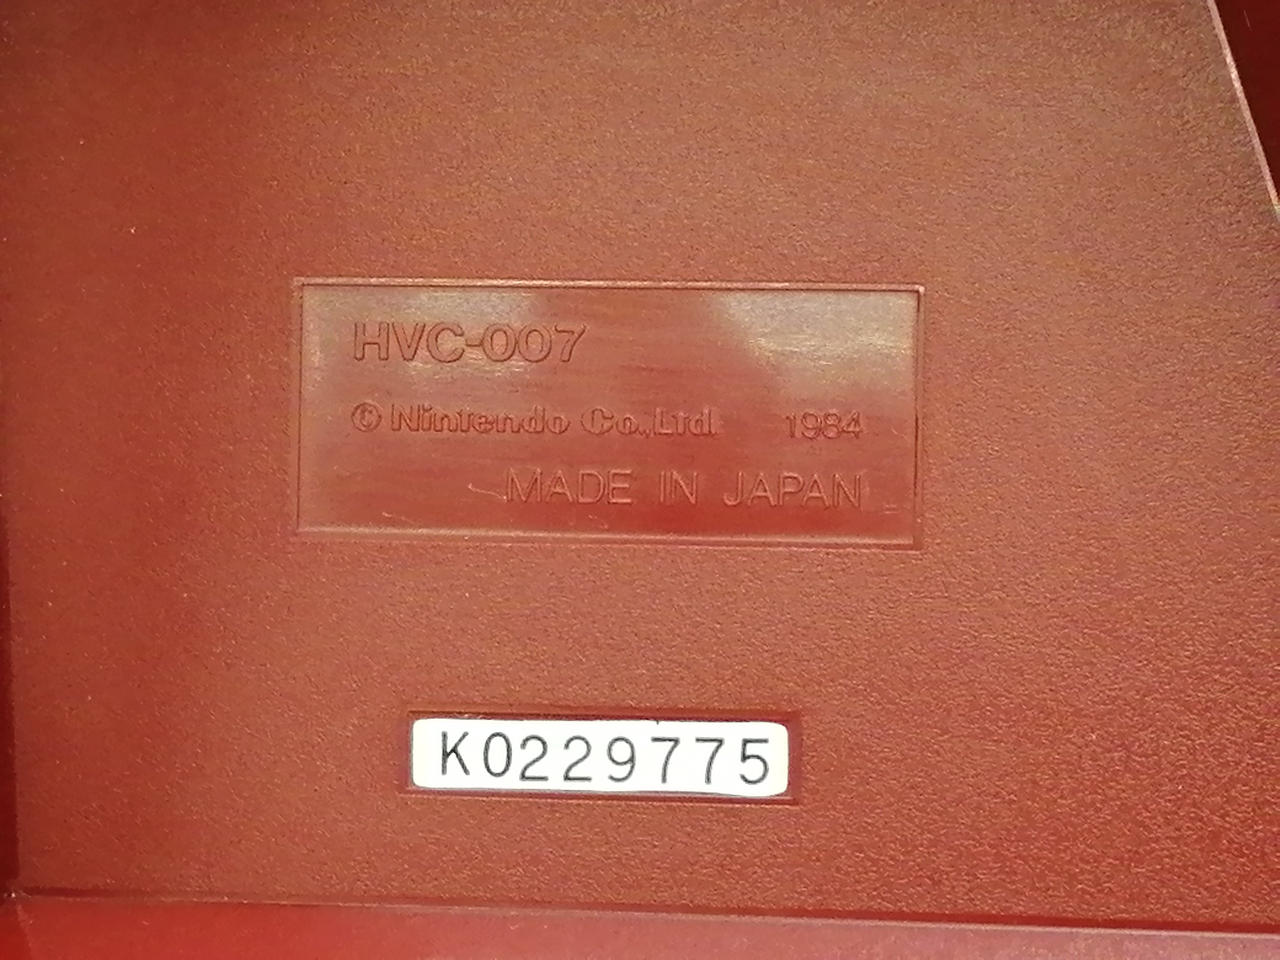 HVC-007
© Nintendo Co.,Ltd. 1984
MADE IN JAPAN
K0229775